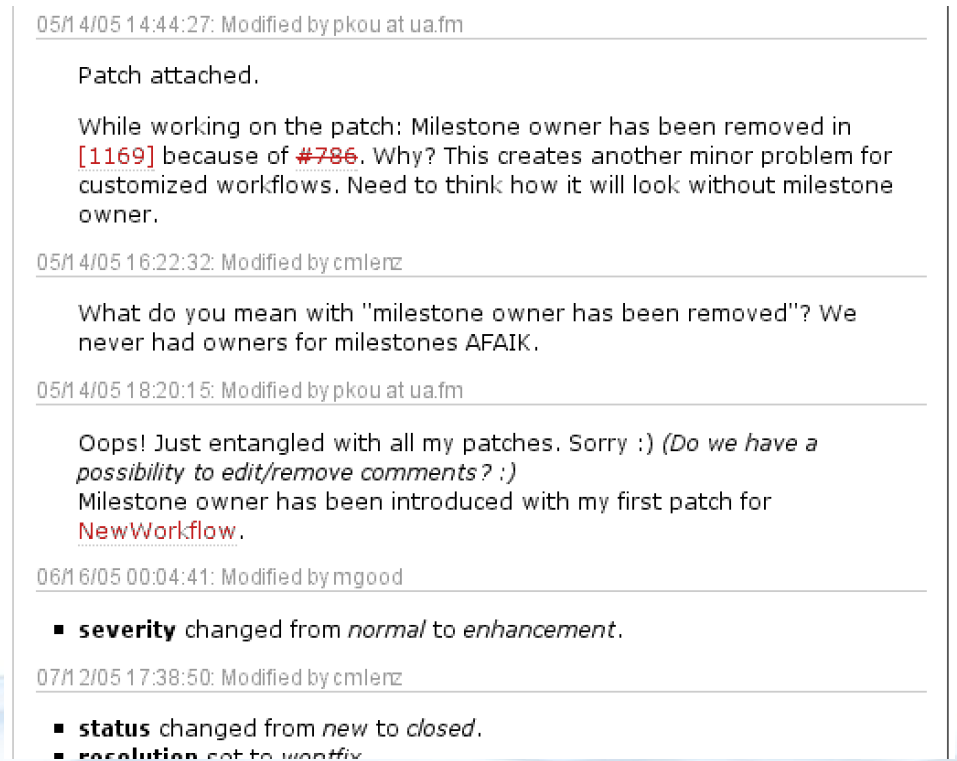 05/14/05 14:44:27: Modified by pkou at ua.fm
Patch attached.
While working on the patch: Milestone owner has been removed in
[1169] because of #786. Why? This creates another minor problem for
customized workflows. Need to think how it will look without milestone
owner.
05/14/05 16:22:32: Modified by cmlenz
What do you mean with "milestone owner has been removed"? We
never had owners for milestones AFAIK.
05/14/05 18:20:15: Modified by pkou at ua.fm
Oops! Just entangled with all my patches. Sorry :) (Do we have a
possibility to edit/remove comments? :)
Milestone owner has been introduced with my first patch for
NewWorkflow.
06/16/05 00:04:41: Modified by mgood
▪ severity changed from normal to enhancement.
07/12/05 17:38:50: Modified by cmlenz
▪ status changed from new to closed.
▪ resolution set to wontfix